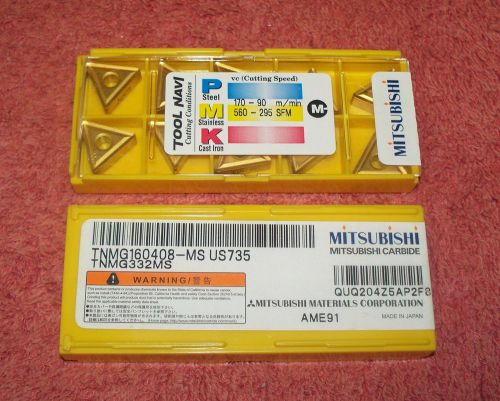 TOOL NAVI
Cutting Conditions
vc (Cutting Speed)
P
Steel
M
Stainless
K
Cast Iron
170 - 90 m/min
560 - 295 SFM
M
MITSUBISHI
TNMG160408-MS US735
TNMG332MS
WARNING/警告
MITSUBISHI
MITSUBISHI CARBIDE
QUQ204Z5AP2F8
MITSUBISHI MATERIALS CORPORATION
AME91
MADE IN JAPAN